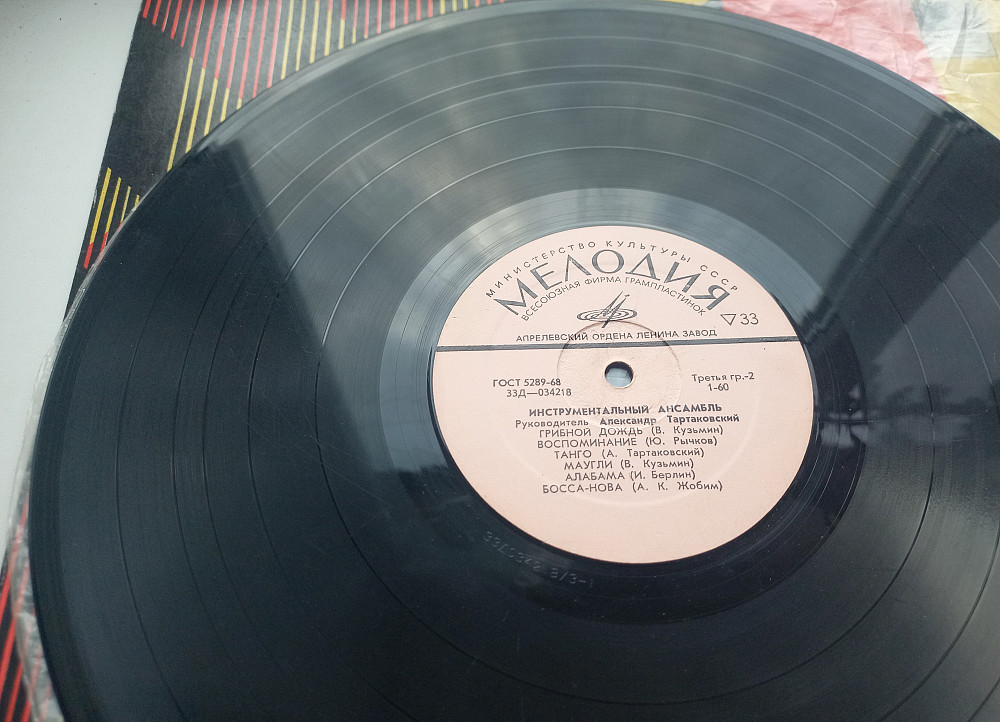 МИНИСТЕРСТВО КУЛЬТУРЫ СССР
МЕЛОДИЯ
ВСЕСОЮЗНАЯ ФИРМА ГРАМПЛАСТИНОК
33
АПРЕЛЕВСКИЙ ОРДЕНА ЛЕНИНА ЗАВОД
ГОСТ 5289-68 Третья гр.-2
33Д—034218 1-60
ИНСТРУМЕНТАЛЬНЫЙ АНСАМБЛЬ
Руководитель Александр Тартаковский
ГРИБНОЙ ДОЖДЬ (В. Кузьмин)
ВОСПОМИНАНИЕ (Ю. Рычков)
ТАНГО (А. Тартаковский)
МАУГЛИ (В. Кузьмин)
АЛАБАМА (И. Берлин)
БОССА-НОВА (А. К. Жобим)